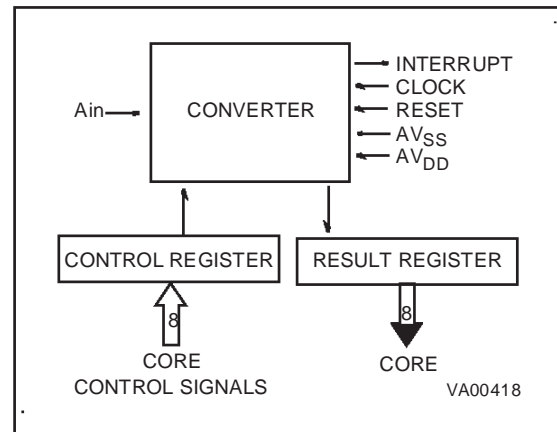 INTERRUPT
CLOCK
Ain
CONVERTER
RESET
AVSS
AVDD
CONTROL REGISTER
RESULT REGISTER
8
8
CORE
CONTROL SIGNALS
CORE
VA00418